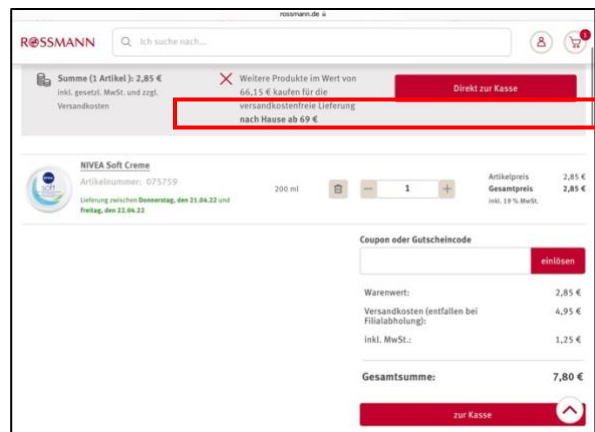 rossmann.de
ROSSMANN
Ich suche nach...
1
Summe (1 Artikel ): 2,85 €
inkl. gesetzl. MwSt. und zzgl.
Versandkosten
Weitere Produkte im Wert von
66,15 € kaufen für die
versandkostenfreie Lieferung
nach Hause ab 69 €
Direkt zur Kasse
NIVEA Soft Creme
Artikelnummer: 075759
Lieferung zwischen Donnerstag, den 21.04.22 und
Freitag, den 22.04.22
200 ml
1
Artikelpreis 2,85 €
Gesamtpreis 2,85 €
inkl. 19 % MwSt.
Coupon oder Gutscheincode
einlösen
Warenwert: 2,85 €
Versandkosten (entfallen bei 4,95 €
Filialabholung):
inkl. MwSt.: 1,25 €
Gesamtsumme: 7,80 €
zur Kasse